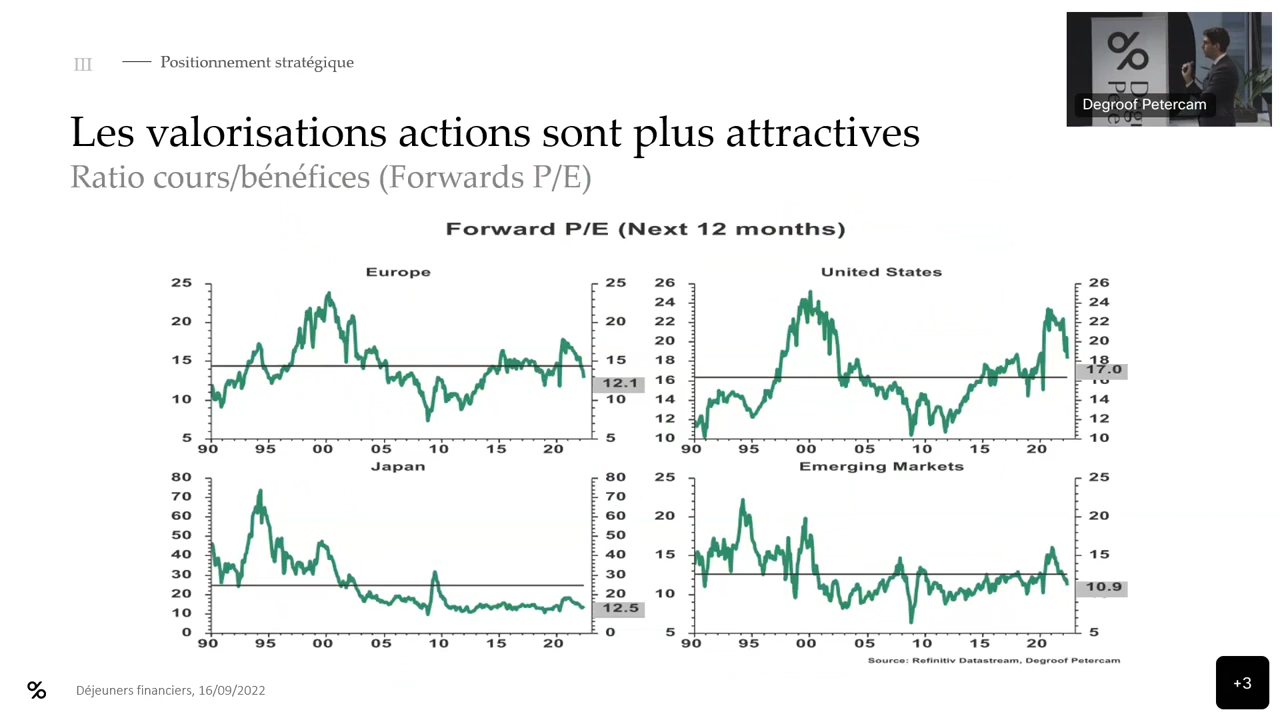 III
Positionnement stratégique
Les valorisations actions sont plus attractives
Ratio cours/bénéfices (Forwards P/E)
Degroof Petercam
Forward P/E (Next 12 months)
Europe
25 25
20 20
15 15
12.1
10 10
5 5
90 95 00 05 10 15 20
United States
26 26
24 24
22 22
20 20
18 18
17.0
16 16
14 14
12 12
10 10
90 95 00 05 10 15 20
Japan
80 80
70 70
60 60
50 50
40 40
30 30
20 20
12.5
10
0 0
90 95 00 05 10 15 20
Emerging Markets
25 25
20 20
15 15
10.9
10
5 5
90 95 00 05 10 15 20
Source: Refinitiv Datastream, Degroof Petercam
Déjeuners financiers, 16/09/2022
+3